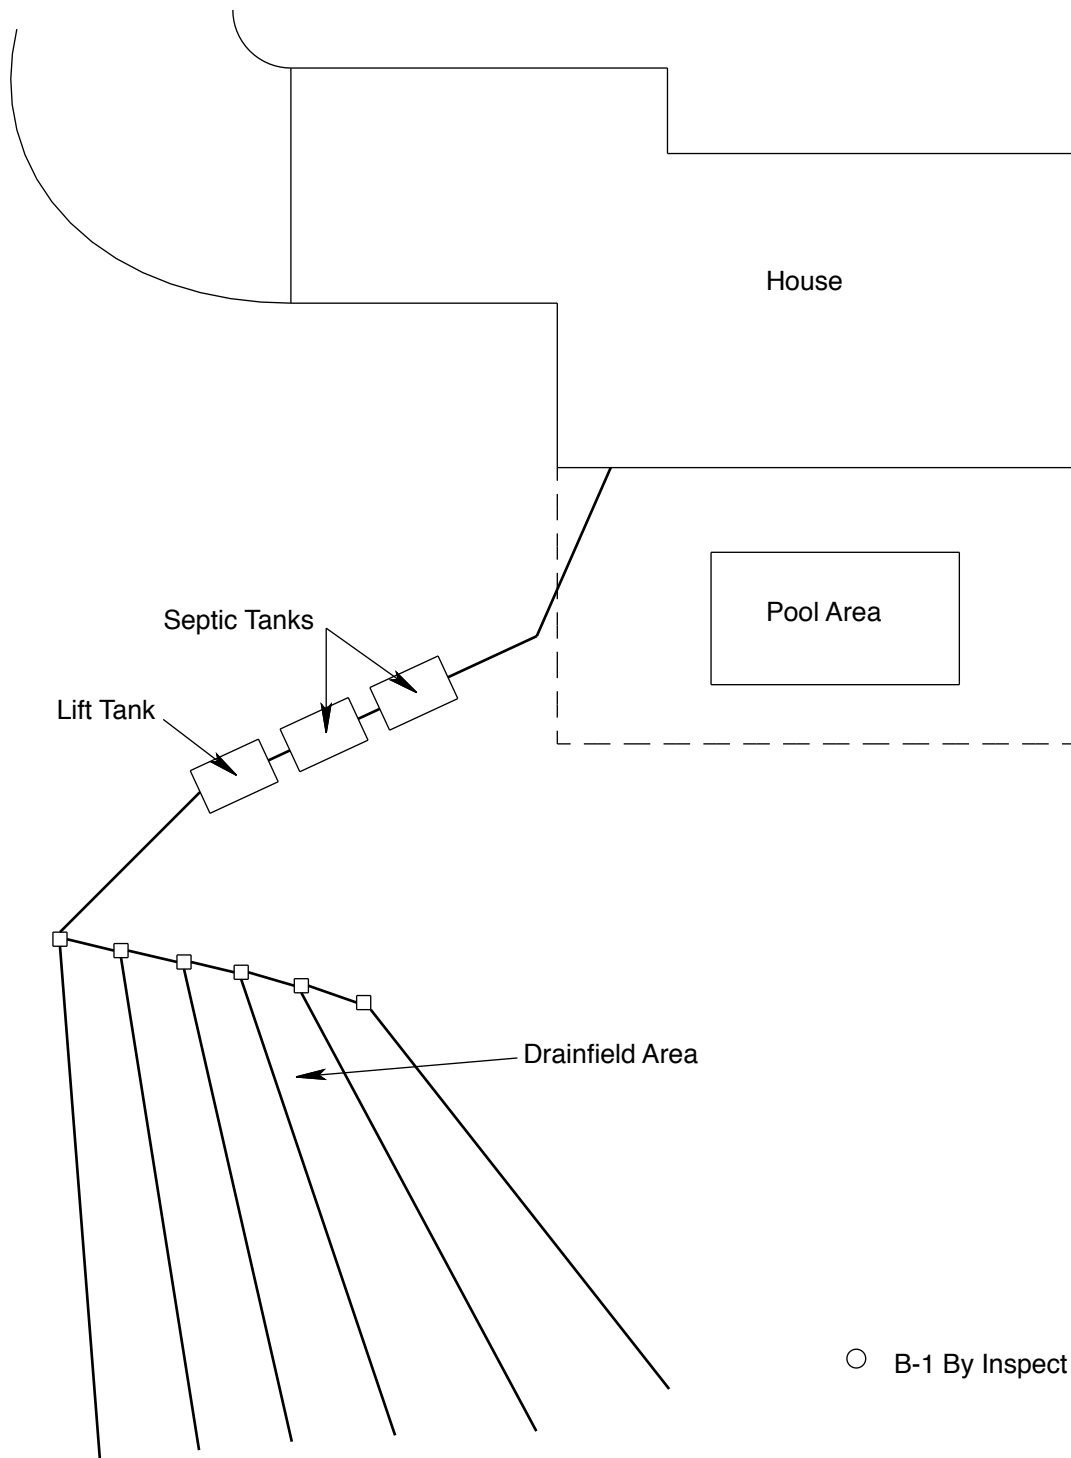 House
Pool Area
Septic Tanks
Lift Tank
Drainfield Area
B-1 By Inspect